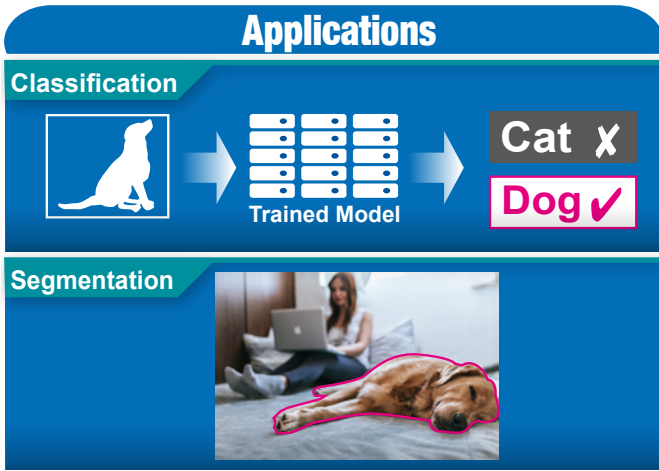 Applications
Classification
Trained Model
Cat ✘
Dog ✔
Segmentation